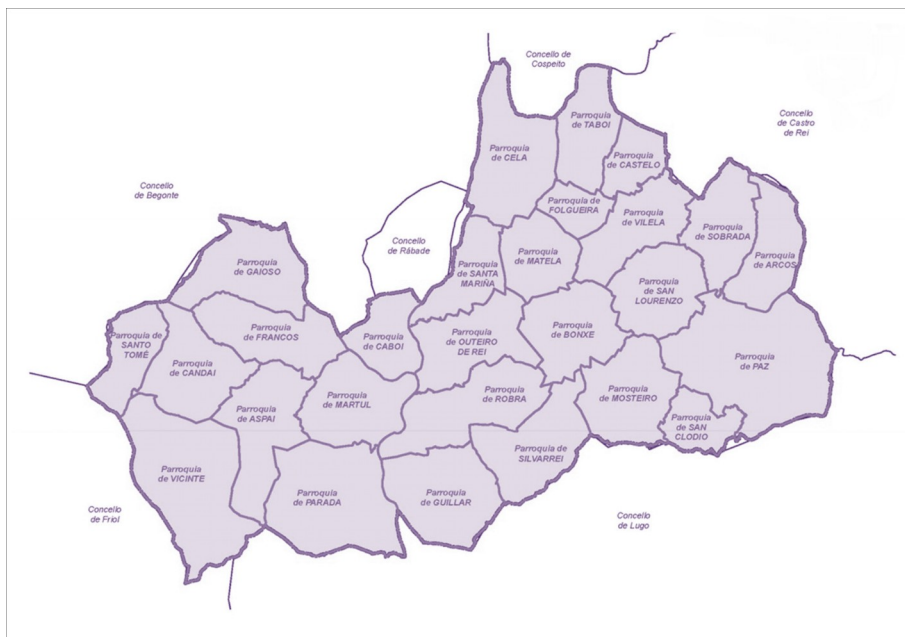 Concello de
Cospeito
Parroquia
de TABOI
Concello
de Castro
de Rei
Parroquia
de CELA
Parroquia
de CASTELO
Concello
de Begonte
Parroquia de
FOLGUEIRA
Parroquia
de VILELA
Parroquia
de SOBRADA
Concello
de Rábade
Parroquia
de MATELA
Parroquia
de ARCOS
Parroquia
de GAIOSO
Parroquia
de SANTA
MARIÑA
Parroquia
de SAN
LOURENZO
Parroquia de
SANTO
TOMÉ
Parroquia
de FRANCOS
Parroquia
de CABOI
Parroquia
de OUTEIRO
DE REI
Parroquia
de BONXE
Parroquia
de PAZ
Parroquia
de CANDAI
Parroquia
de MARTUL
Parroquia
de ROBRA
Parroquia
de MOSTEIRO
Parroquia
de ASPAI
Parroquia
de SAN
CLODIO
Parroquia de
SILVARREI
Parroquia
de VICINTE
Parroquia
de PARADA
Parroquia
de GUILLAR
Concello
de Friol
Concello
de Lugo